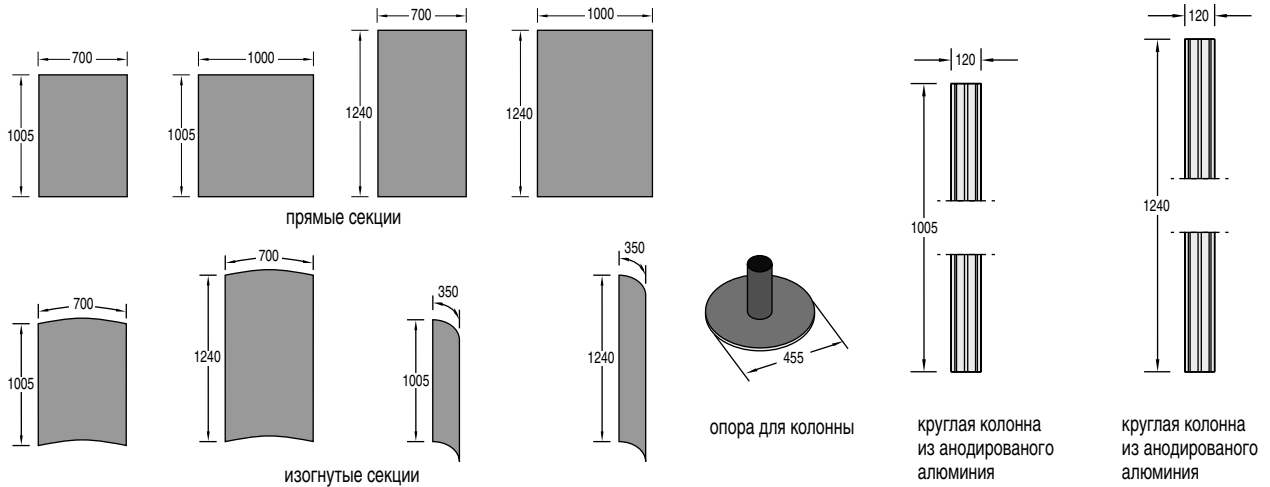 700
1005
1000
1005
700
1240
1000
1240
прямые секции
700
1005
700
1240
350
1005
350
1240
изогнутые секции
455
опора для колонны
120
1005
круглая колонна
из анодированого
алюминия
120
1240
круглая колонна
из анодированого
алюминия